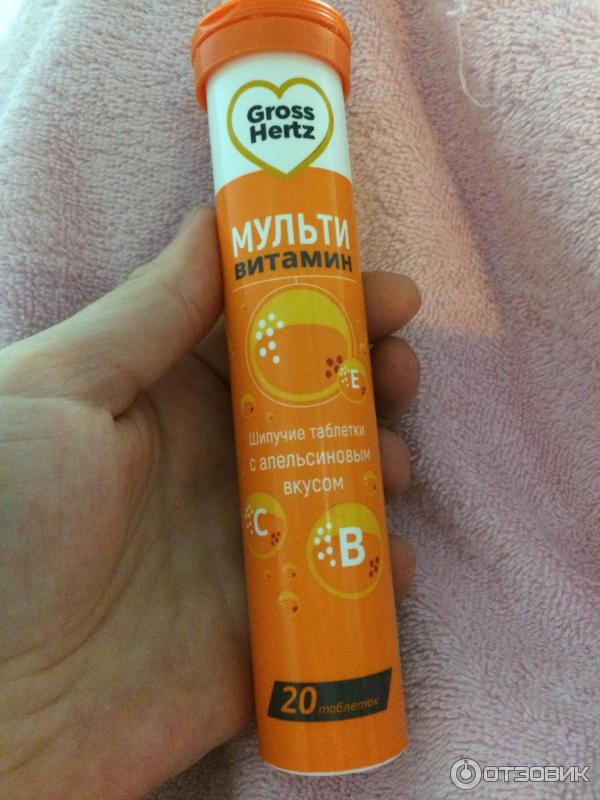 Gross
Hertz
МУЛЬТИ
витамин
E
Шипучие таблетки
с апельсиновым
вкусом
C
B
20 таблеток
ОТЗОВИК